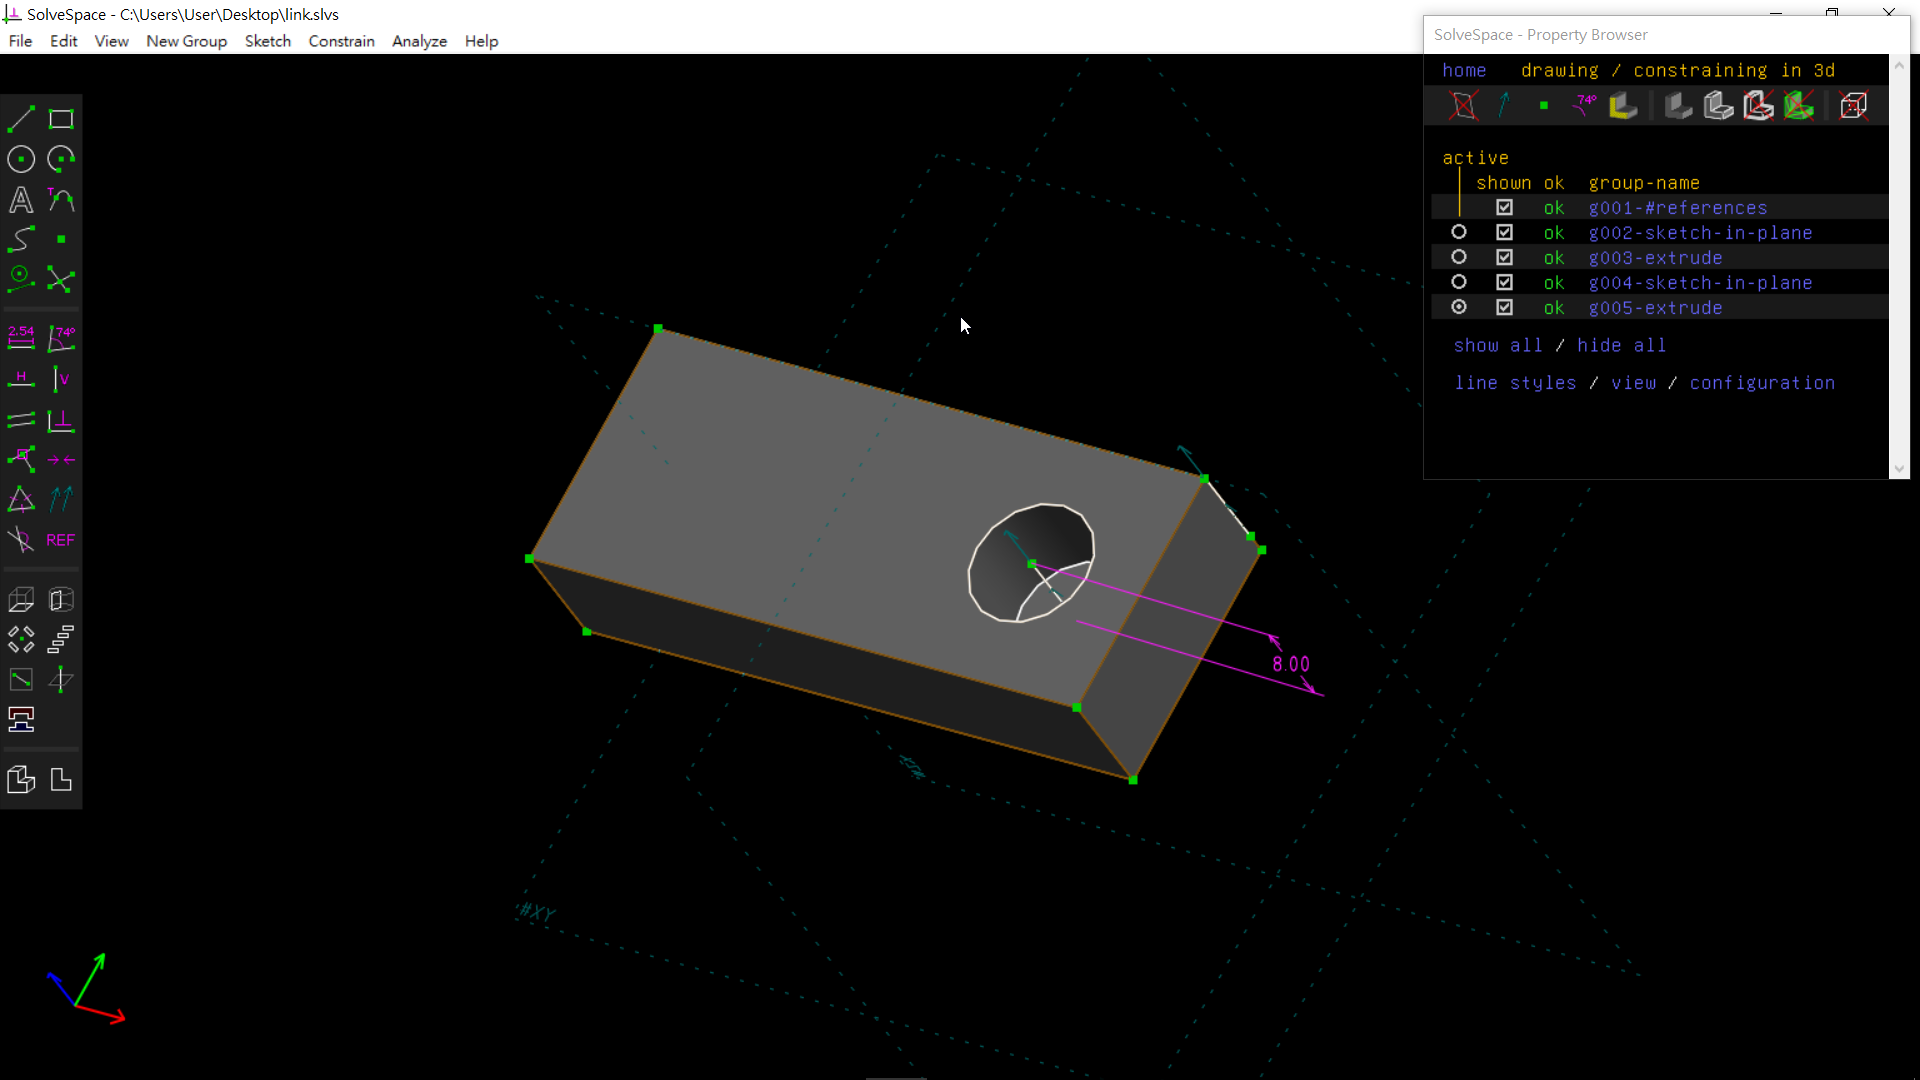 SolveSpace - C:\Users\User\Desktop\link.slvs
File Edit View New Group Sketch Constrain Analyze Help
SolveSpace - Property Browser
home drawing / constraining in 3d
74°
active
shown ok group-name
ok g001-#references
ok g002-sketch-in-plane
ok g003-extrude
ok g004-sketch-in-plane
ok g005-extrude
show all / hide all
line styles / view / configuration
A T
2.54 74°
H V
REF
8.00
#XY